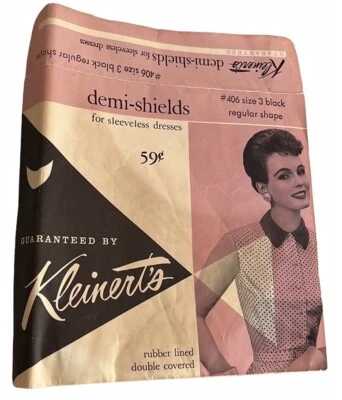 GUARANTEED
Kleinert's demi-shields for sleeveless dresses
#406 size 3 black regular shape
demi-shields
for sleeveless dresses
#406 size 3 black
regular shape
59¢
GUARANTEED BY
Kleinert's
rubber lined
double covered